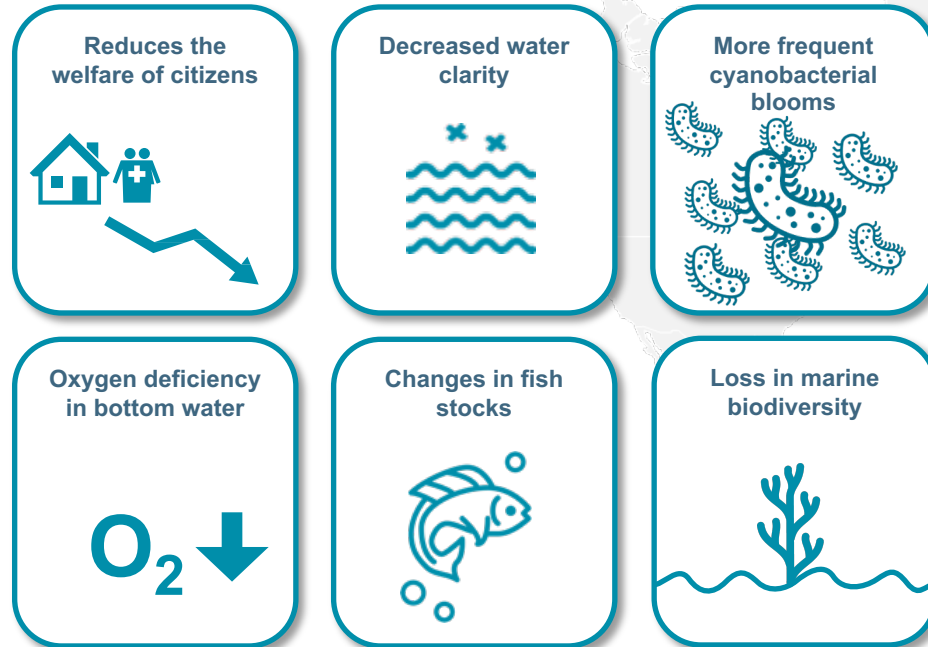 Reduces the
welfare of citizens
Decreased water
clarity
More frequent
cyanobacterial
blooms
Oxygen deficiency
in bottom water
O₂
Changes in fish
stocks
Loss in marine
biodiversity